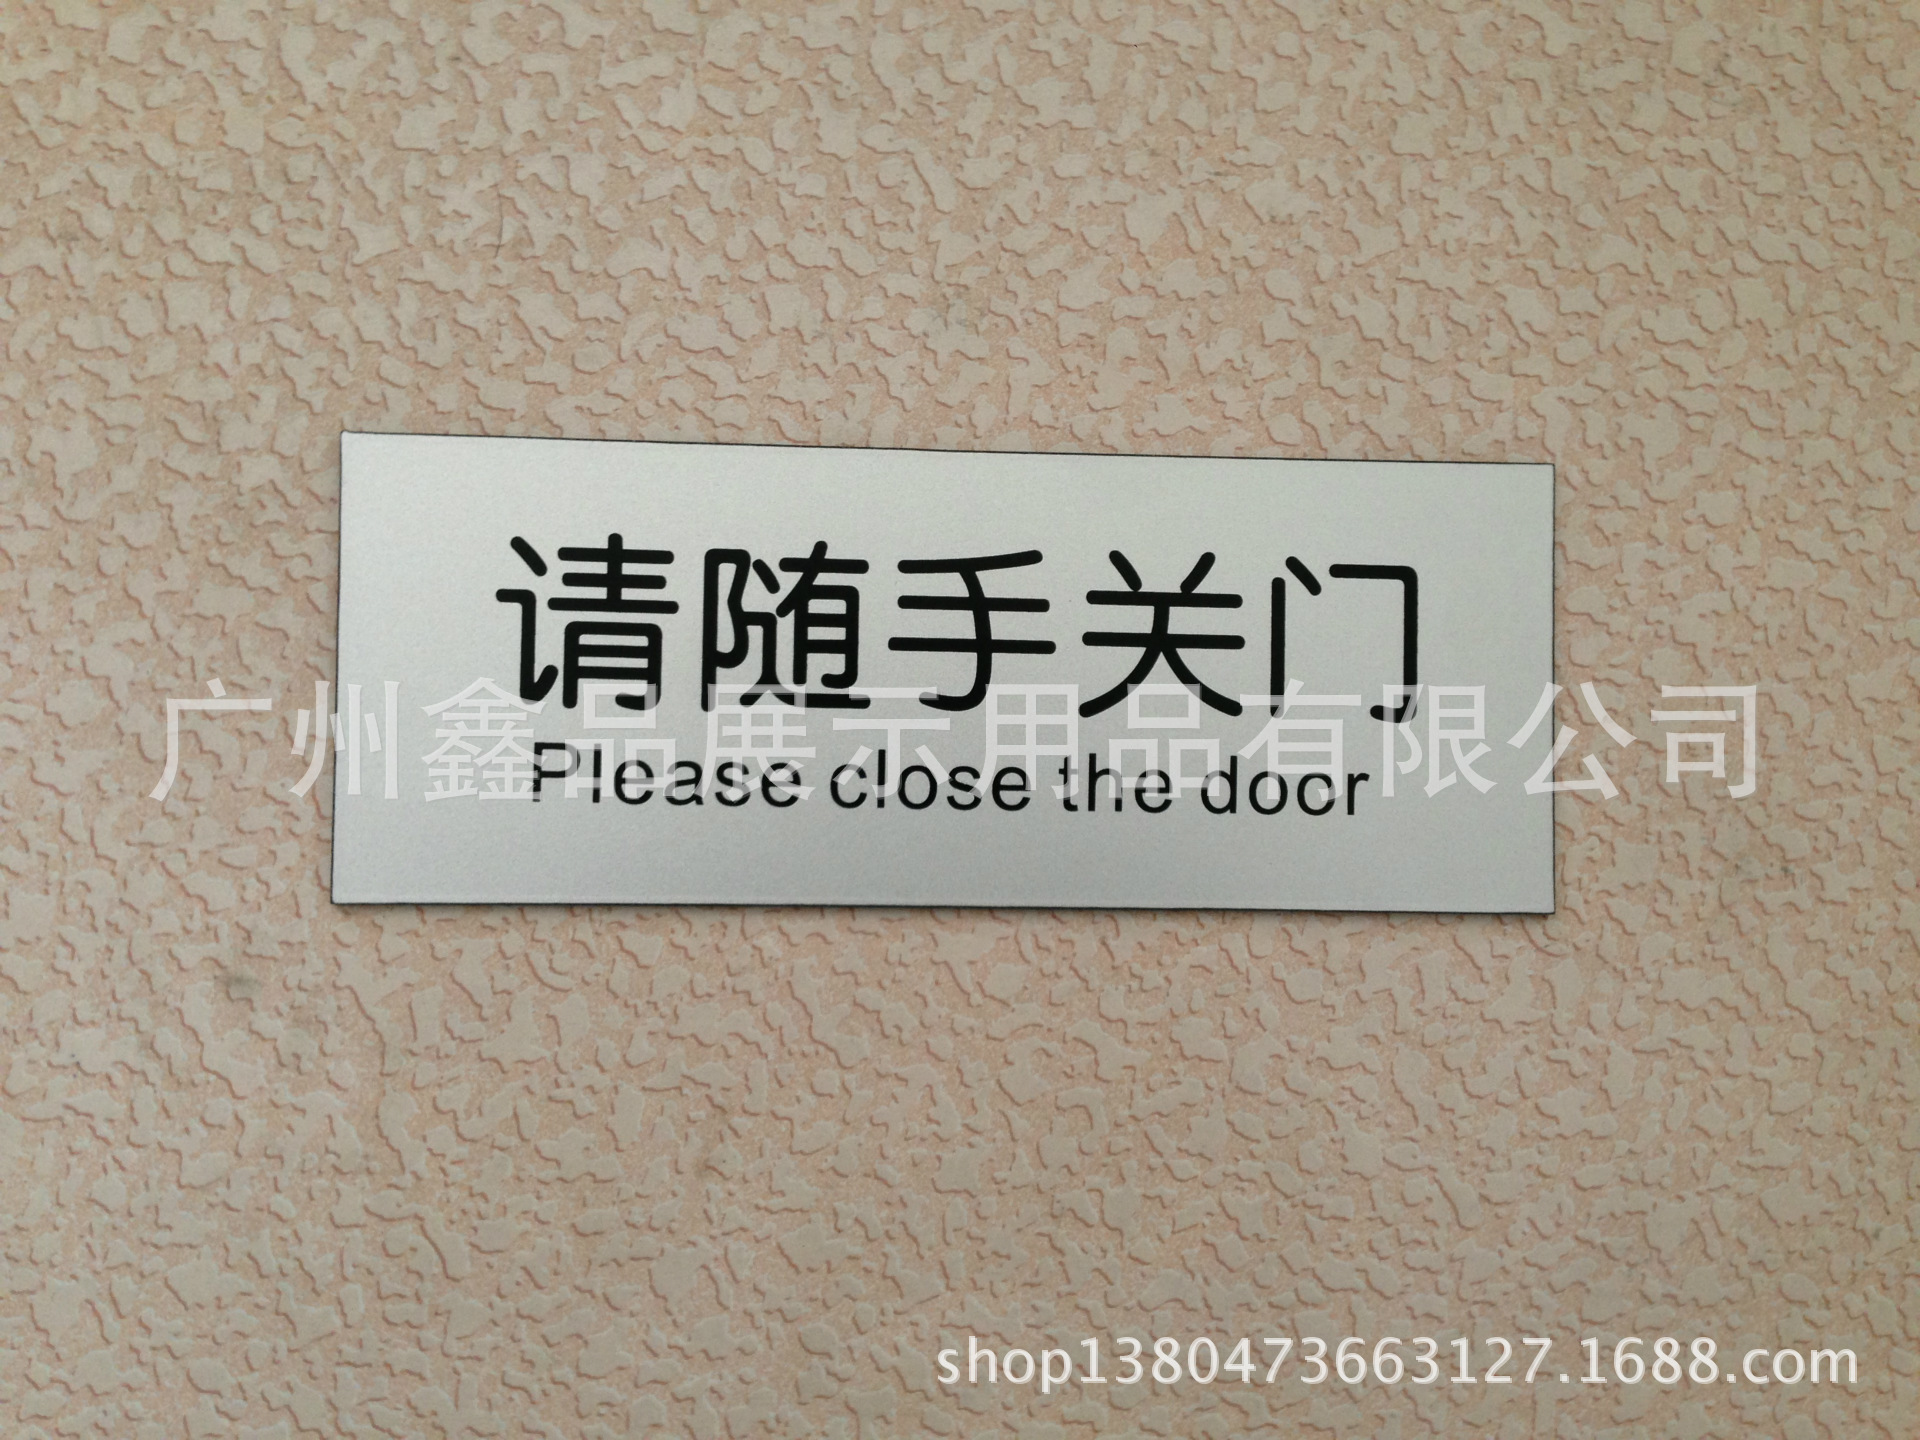 请随手关门
广州鑫品展示用品有限公司
Please close the door
shop1380473663127.1688.com